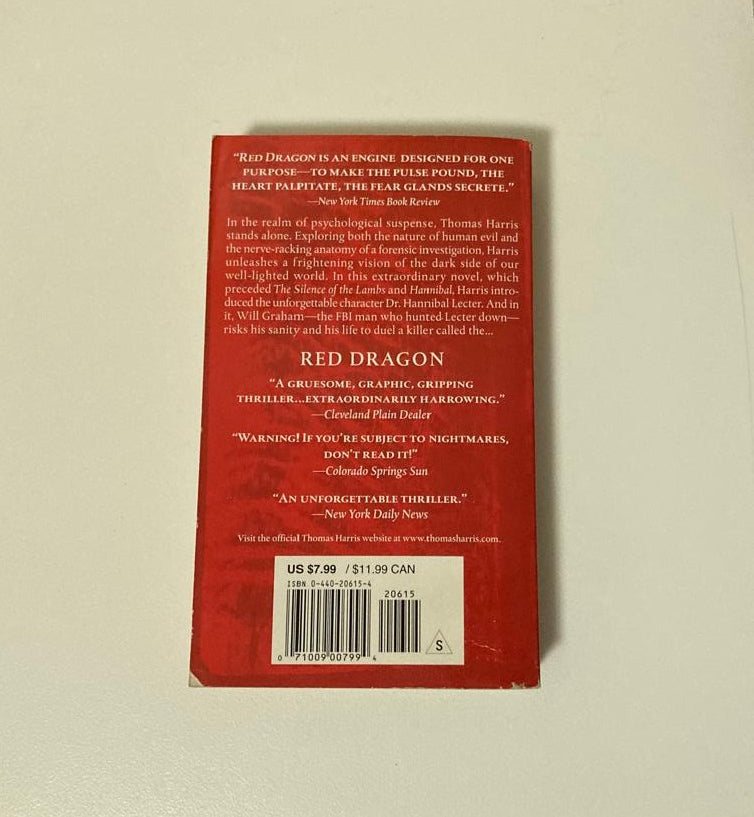 “RED DRAGON IS AN ENGINE DESIGNED FOR ONE
PURPOSE—TO MAKE THE PULSE POUND, THE
HEART PALPITATE, THE FEAR GLANDS SECRETE.”
—New York Times Book Review
In the realm of psychological suspense, Thomas Harris
stands alone. Exploring both the nature of human evil and
the nerve-racking anatomy of a forensic investigation, Harris
unleashes a frightening vision of the dark side of our
well-lighted world. In this extraordinary novel, which
preceded The Silence of the Lambs and Hannibal, Harris intro-
duced the unforgettable character Dr. Hannibal Lecter. And in
it, Will Graham—the FBI man who hunted Lecter down—
risks his sanity and his life to duel a killer called the...
RED DRAGON
“A GRUESOME, GRAPHIC, GRIPPING
THRILLER...EXTRAORDINARILY HARROWING.”
—Cleveland Plain Dealer
“WARNING! IF YOU’RE SUBJECT TO NIGHTMARES,
DON’T READ IT!”
—Colorado Springs Sun
“AN UNFORGETTABLE THRILLER.”
—New York Daily News
Visit the official Thomas Harris website at www.thomasharris.com.
US $7.99 / $11.99 CAN
ISBN 0-440-20615-4
20615
S
0 71009 00799 4